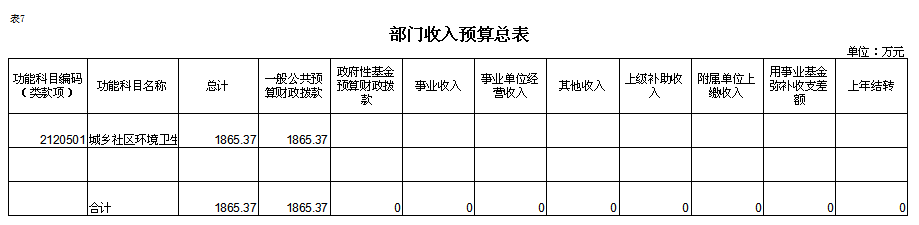 表7
部门收入预算总表
单位：万元
功能科目编码（类款项） 功能科目名称 总计 一般公共预算财政拨款 政府性基金预算财政拨款 事业收入 事业单位经营收入 其他收入 上级补助收入 附属单位上缴收入 用事业基金弥补收支差额 上年结转
2120501 城乡社区环境卫生 1865.37 1865.37
合计 1865.37 1865.37 0 0 0 0 0 0 0 0